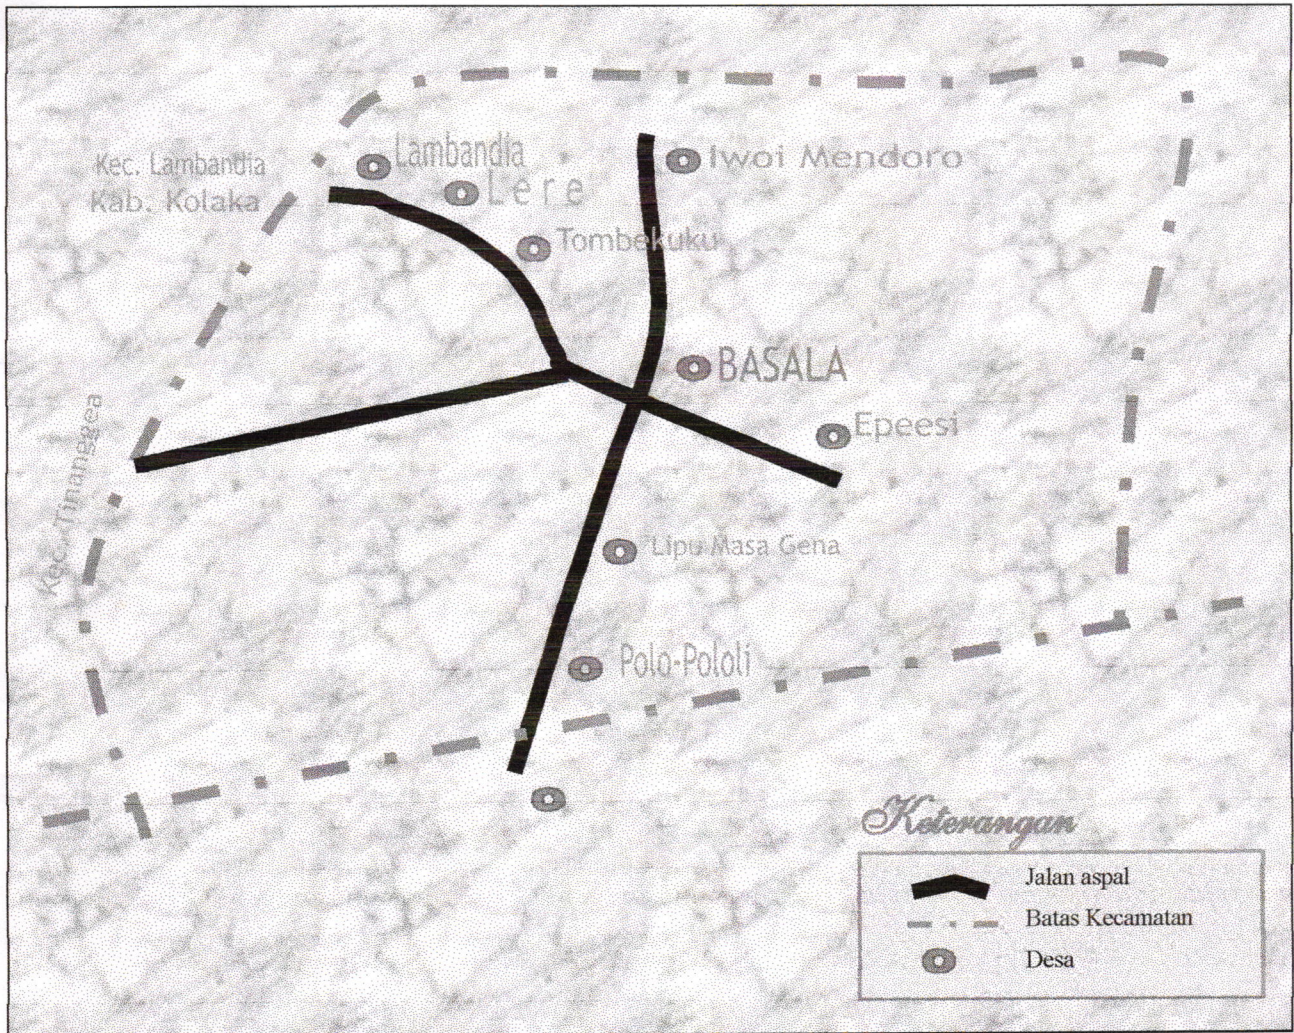 Kec. Lambandia
Kab. Kolaka
Lambandia
Lere
Iwoi Mendoro
Tombekuku
BASALA
Epeesi
Kec. Tinanggea
Lipu Masa Gena
Polo-Pololi
Keterangan
Jalan aspal
Batas Kecamatan
Desa